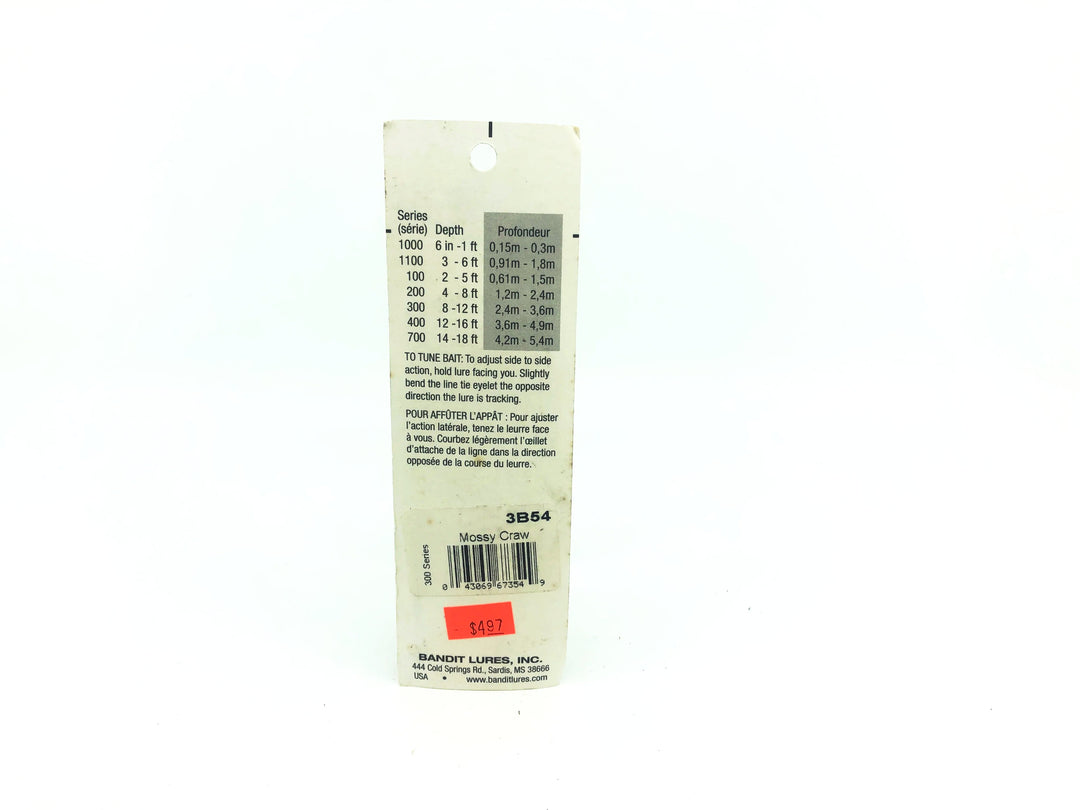 Series
(série) Depth Profondeur
1000 6 in -1 ft 0,15m - 0,3m
1100 3 - 6 ft 0,91m - 1,8m
100 2 - 5 ft 0,61m - 1,5m
200 4 - 8 ft 1,2m - 2,4m
300 8 -12 ft 2,4m - 3,6m
400 12 -16 ft 3,6m - 4,9m
700 14 -18 ft 4,2m - 5,4m
TO TUNE BAIT: To adjust side to side
action, hold lure facing you. Slightly
bend the line tie eyelet the opposite
direction the lure is tracking.
POUR AFFÛTER L'APPÂT : Pour ajuster
l'action latérale, tenez le leurre face
à vous. Courbez légèrement l'œillet
d'attache de la ligne dans la direction
opposée de la course du leurre.
3B54
Mossy Craw
300 Series
0 43069 67354 9
$4.97
BANDIT LURES, INC.
444 Cold Springs Rd., Sardis, MS 38666
USA • www.banditlures.com